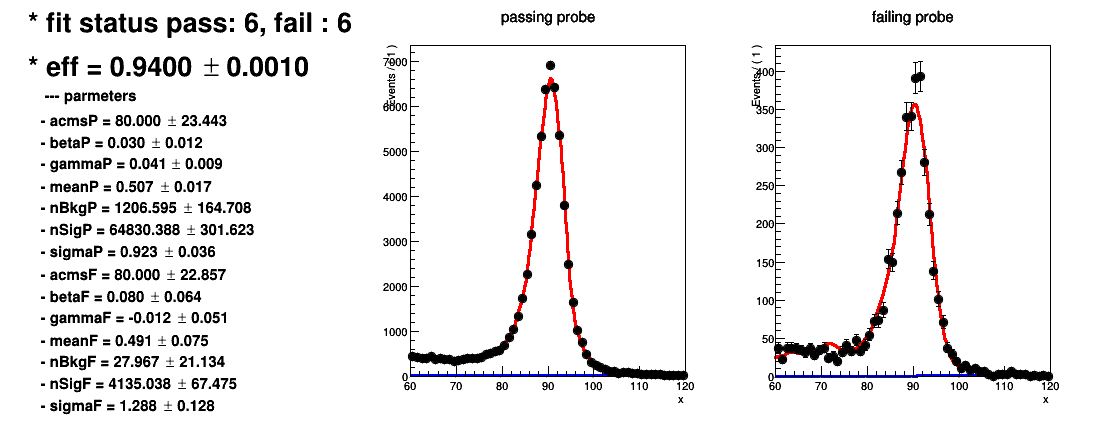 * fit status pass: 6, fail : 6
* eff = 0.9400 ± 0.0010
--- parmeters
- acmsP = 80.000 ± 23.443
- betaP = 0.030 ± 0.012
- gammaP = 0.041 ± 0.009
- meanP = 0.507 ± 0.017
- nBkgP = 1206.595 ± 164.708
- nSigP = 64830.388 ± 301.623
- sigmaP = 0.923 ± 0.036
- acmsF = 80.000 ± 22.857
- betaF = 0.080 ± 0.064
- gammaF = -0.012 ± 0.051
- meanF = 0.491 ± 0.075
- nBkgF = 27.967 ± 21.134
- nSigF = 4135.038 ± 67.475
- sigmaF = 1.288 ± 0.128
passing probe
Events / ( 1 )
7000
6000
5000
4000
3000
2000
1000
0
60 70 80 90 100 110 120
x
failing probe
Events / ( 1 )
400
350
300
250
200
150
100
50
0
60 70 80 90 100 110 120
x